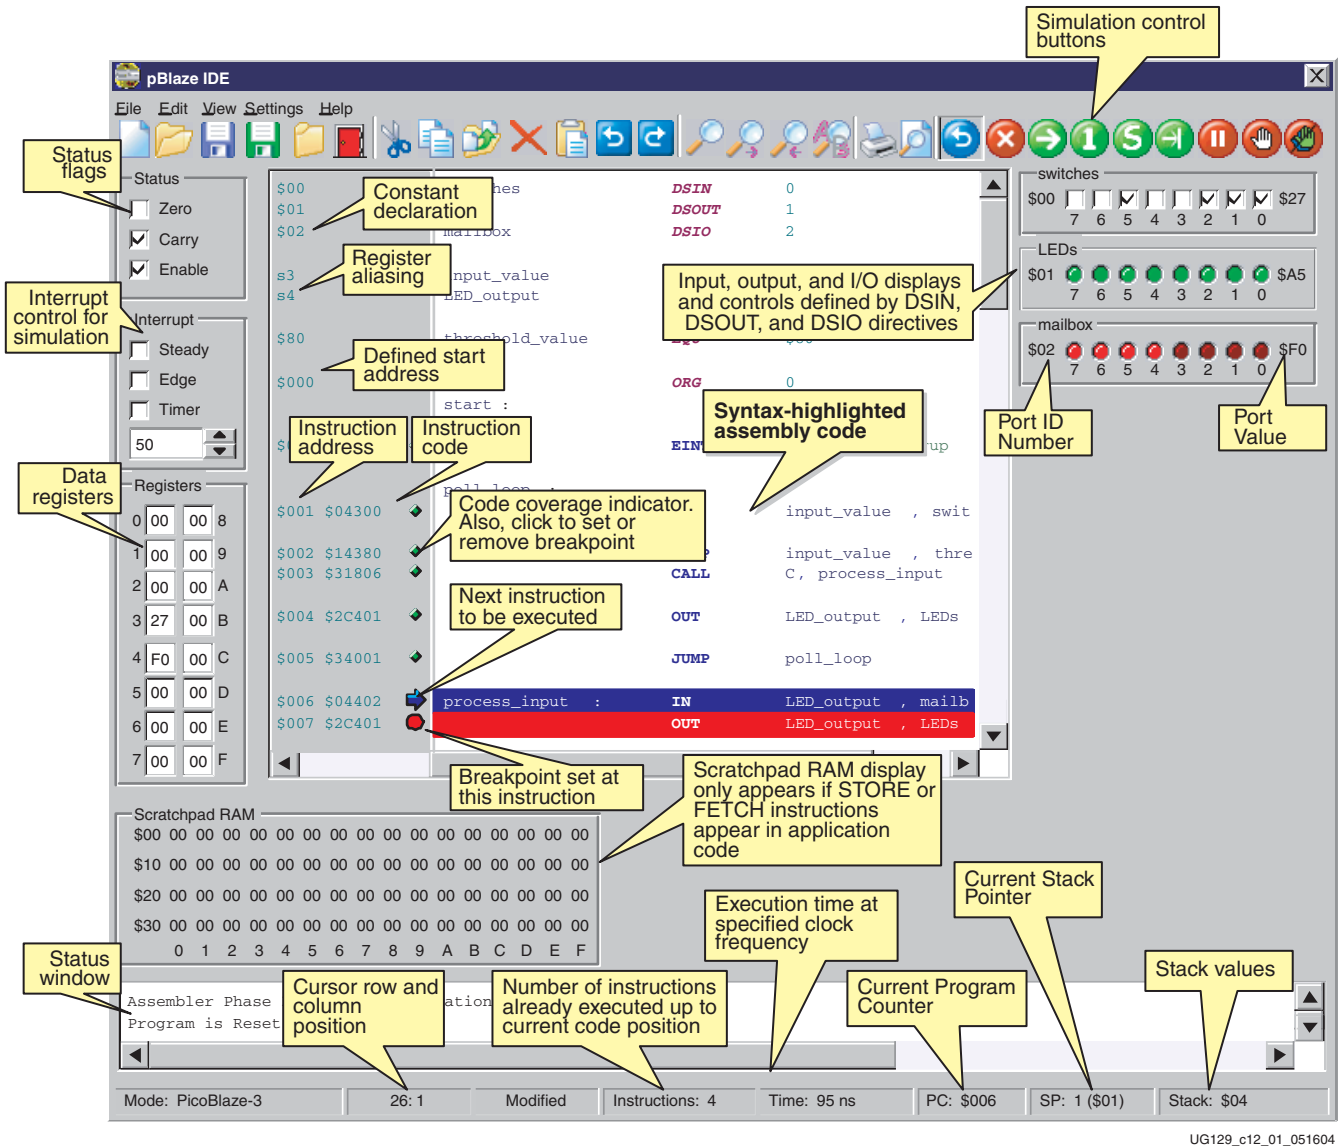 Simulation control
buttons
pBlaze IDE
File Edit View Settings Help
Status
flags
Status
Zero
Carry
Enable
Interrupt
control for
simulation
Interrupt
Steady
Edge
Timer
50
Data
registers
Registers
0 00 00 8
1 00 00 9
2 00 00 A
3 27 00 B
4 F0 00 C
5 00 00 D
6 00 00 E
7 00 00 F
$00 hes DSIN 0
$01 DSOUT 1
$02 mailbox DSIO 2
Constant
declaration
s3 input_value
s4 LED_output
Register
aliasing
$80 threshold_value EQU $80
Defined start
address
$000 ORG 0
start :
Instruction
address
Instruction
code
EINT up
poll_loop :
$001 $04300 input_value , swit
$002 $14380 input_value , thre
$003 $31806 CALL C, process_input
$004 $2C401 OUT LED_output , LEDs
$005 $34001 JUMP poll_loop
$006 $04402 process_input : IN LED_output , mailb
$007 $2C401 OUT LED_output , LEDs
Syntax-highlighted
assembly code
Code coverage indicator.
Also, click to set or
remove breakpoint
Next instruction
to be executed
Breakpoint set at
this instruction
Input, output, and I/O displays
and controls defined by DSIN,
DSOUT, and DSIO directives
switches
$00 $27
7 6 5 4 3 2 1 0
LEDs
$01 $A5
7 6 5 4 3 2 1 0
mailbox
$02 $F0
7 6 5 4 3 2 1 0
Port ID
Number
Port
Value
Scratchpad RAM display
only appears if STORE or
FETCH instructions
appear in application
code
Scratchpad RAM
$00 00 00 00 00 00 00 00 00 00 00 00 00 00 00 00 00
$10 00 00 00 00 00 00 00 00 00 00 00 00 00 00 00 00
$20 00 00 00 00 00 00 00 00 00 00 00 00 00 00 00 00
$30 00 00 00 00 00 00 00 00 00 00 00 00 00 00 00 00
0 1 2 3 4 5 6 7 8 9 A B C D E F
Status
window
Assembler Phase ation
Program is Reset
Cursor row and
column
position
Number of instructions
already executed up to
current code position
Execution time at
specified clock
frequency
Current Program
Counter
Current Stack
Pointer
Stack values
Mode: PicoBlaze-3 26: 1 Modified Instructions: 4 Time: 95 ns PC: $006 SP: 1 ($01) Stack: $04
UG129_c12_01_051604